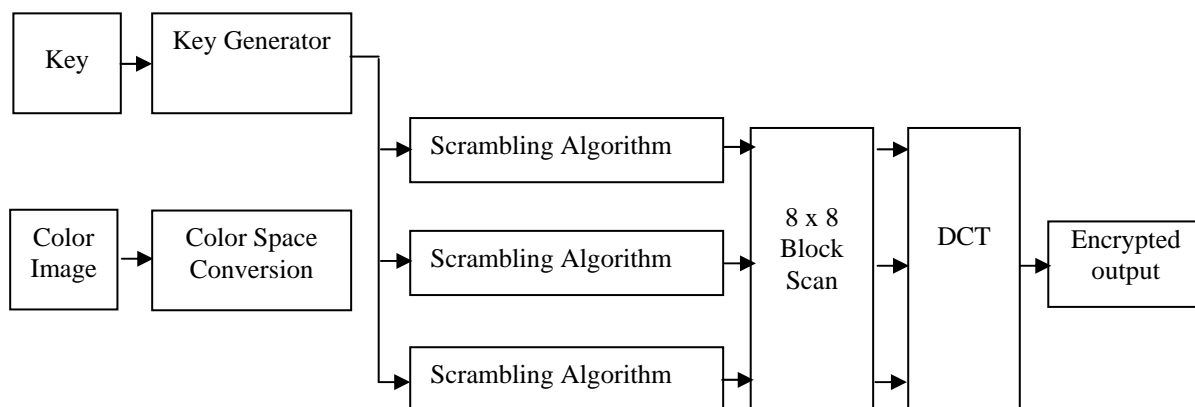 Key
Key Generator
Scrambling Algorithm
Color
Image
Color Space
Conversion
Scrambling Algorithm
Scrambling Algorithm
8 x 8
Block
Scan
DCT
Encrypted
output